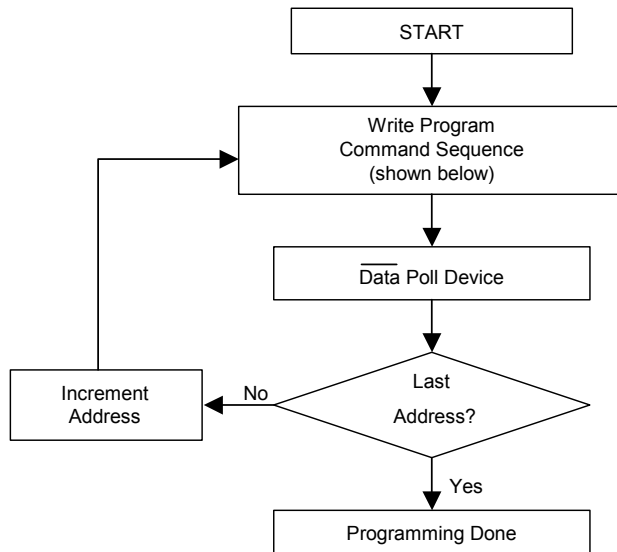 START
Write Program
Command Sequence
(shown below)
Data Poll Device
Last
Address?
No
Increment
Address
Yes
Programming Done